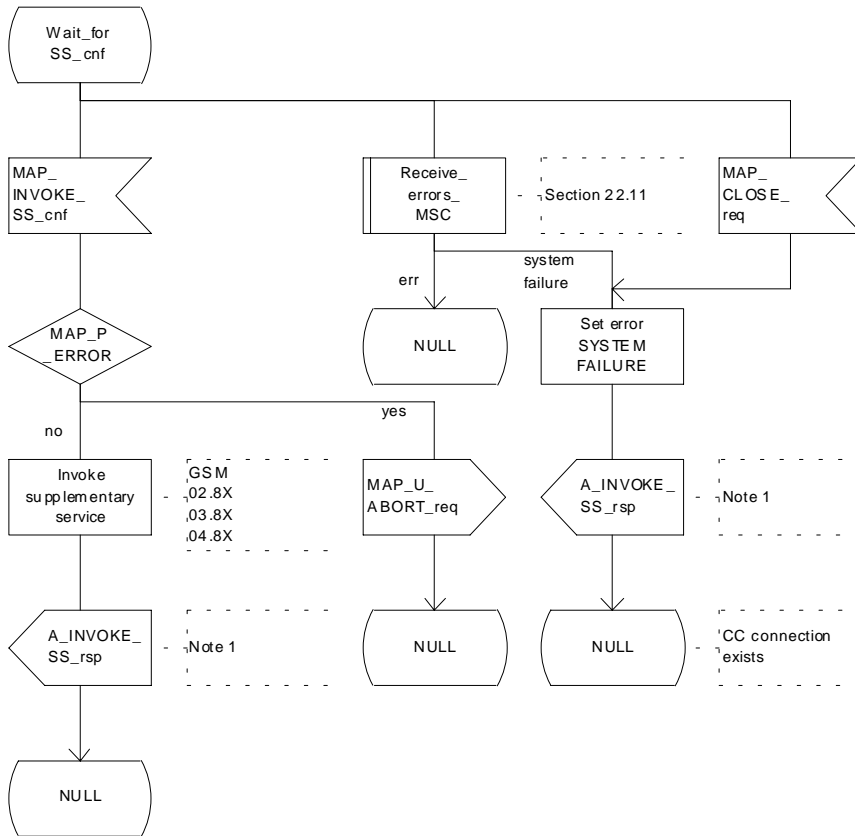 Wait_for
SS_cnf
MAP_
INVOKE_
SS_cnf
Receive_
errors_
MSC
Section 22.11
MAP_
CLOSE_
req
err
system
failure
MAP_P
_ERROR
NULL
Set error
SYSTEM
FAILURE
no
yes
Invoke
supplementary
service
GSM
02.8X
03.8X
04.8X
MAP_U_
ABORT_req
A_INVOKE_
SS_rsp
Note 1
A_INVOKE_
SS_rsp
Note 1
NULL
NULL
CC connection
exists
NULL